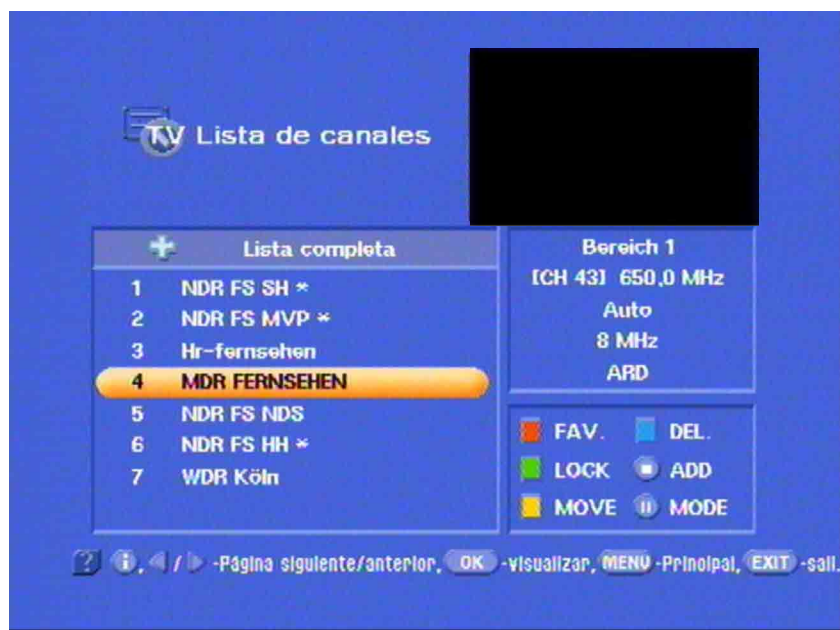 TV Lista de canales
Lista completa
1 NDR FS SH *
2 NDR FS MVP *
3 Hr-fernsehen
4 MDR FERNSEHEN
5 NDR FS NDS
6 NDR FS HH *
7 WDR Köln
Bereich 1
[CH 43] 650,0 MHz
Auto
8 MHz
ARD
FAV. DEL.
LOCK ADD
MOVE MODE
? i, / -Página siguiente/anterior, OK -visualizar, MENU -Principal, EXIT -sali.